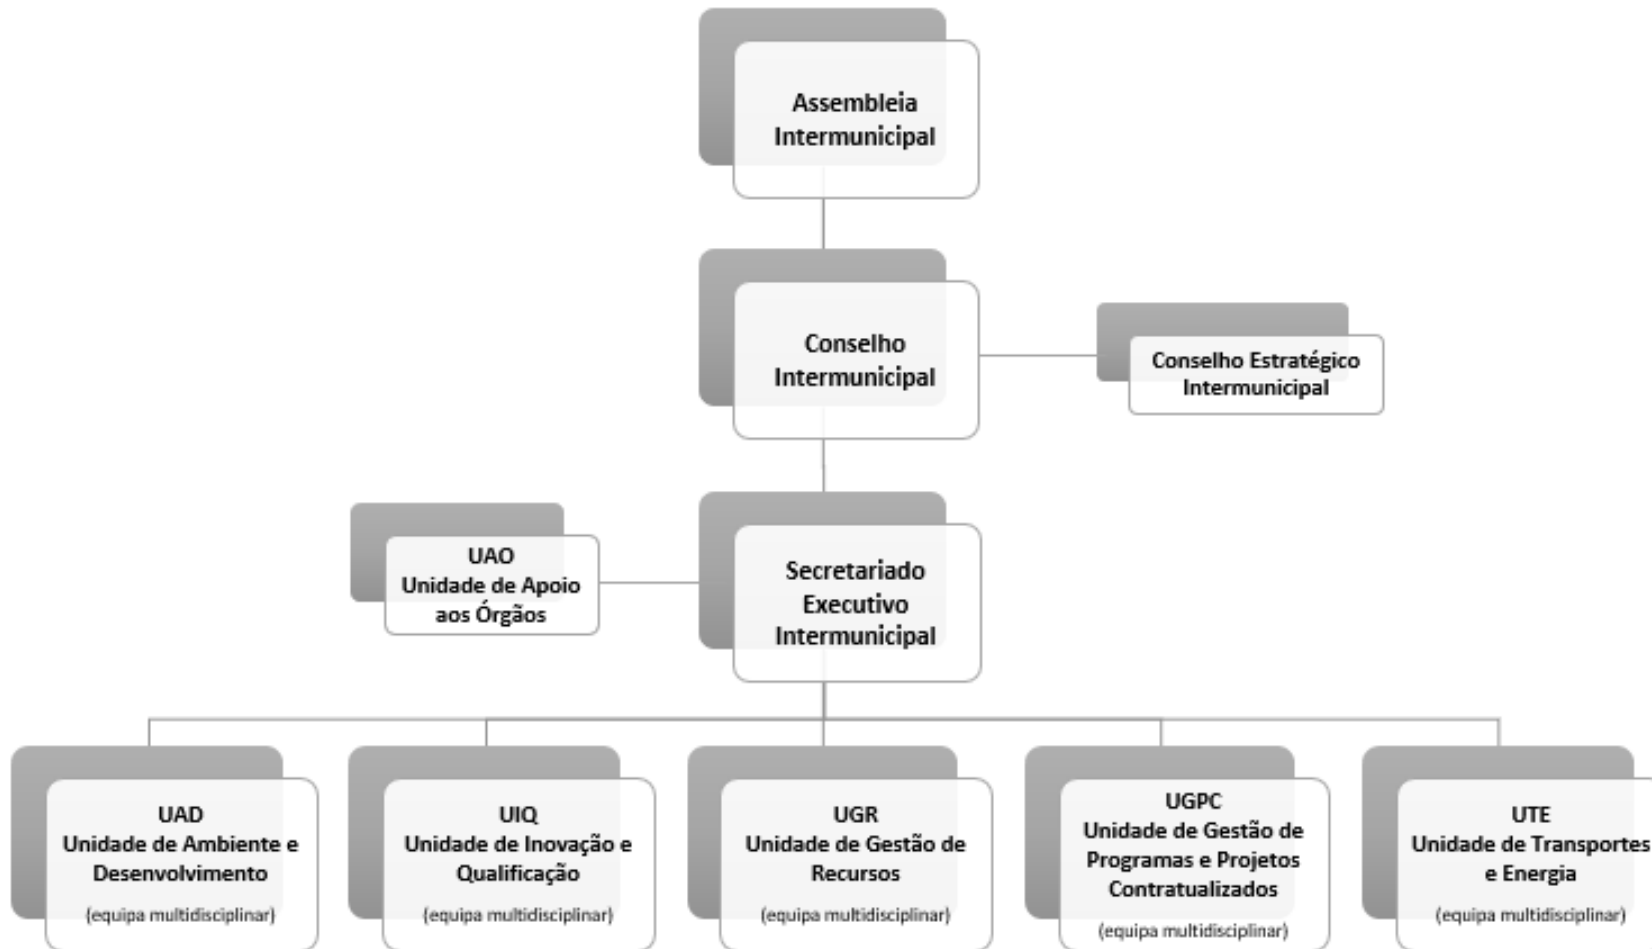 Assembleia
Intermunicipal
Conselho
Intermunicipal
Conselho Estratégico
Intermunicipal
UAO
Unidade de Apoio
aos Órgãos
Secretariado
Executivo
Intermunicipal
UAD
Unidade de Ambiente e
Desenvolvimento
(equipa multidisciplinar)
UIQ
Unidade de Inovação e
Qualificação
(equipa multidisciplinar)
UGR
Unidade de Gestão de
Recursos
(equipa multidisciplinar)
UGPC
Unidade de Gestão de
Programas e Projetos
Contratualizados
(equipa multidisciplinar)
UTE
Unidade de Transportes
e Energia
(equipa multidisciplinar)